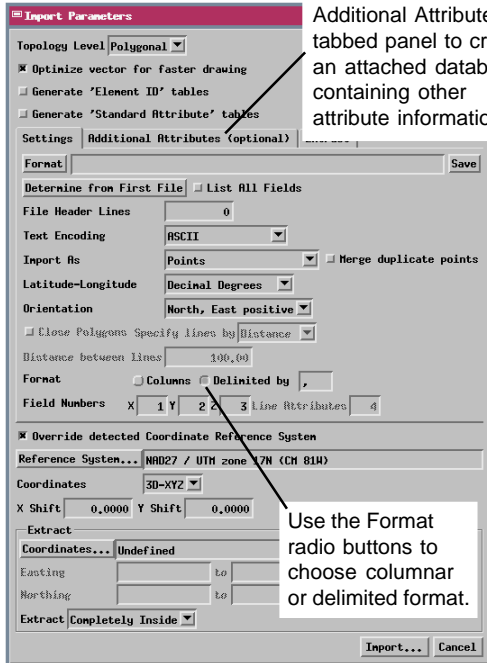 Import Parameters
Additional Attribute
tabbed panel to cr
an attached datab
containing other
attribute informatio
Topology Level Polygonal
Optimize vector for faster drawing
Generate 'Element ID' tables
Generate 'Standard Attribute' tables
Settings Additional Attributes (optional)
Format Save
Determine from First File List All Fields
File Header Lines 0
Text Encoding ASCII
Import As Points Merge duplicate points
Latitude-Longitude Decimal Degrees
Orientation North, East positive
Close Polygons Specify lines by Distance
Distance between lines 100.00
Format Columns Delimited by ,
Field Numbers X 1 Y 2 Z 3 Line Attributes 4
Override detected Coordinate Reference System
Reference System... NAD27 / UTM zone 17N (CM 81W)
Coordinates 3D-XYZ
X Shift 0.0000 Y Shift 0.0000
Extract
Coordinates... Undefined
Easting to
Northing to
Extract Completely Inside
Use the Format
radio buttons to
choose columnar
or delimited format.
Import... Cancel